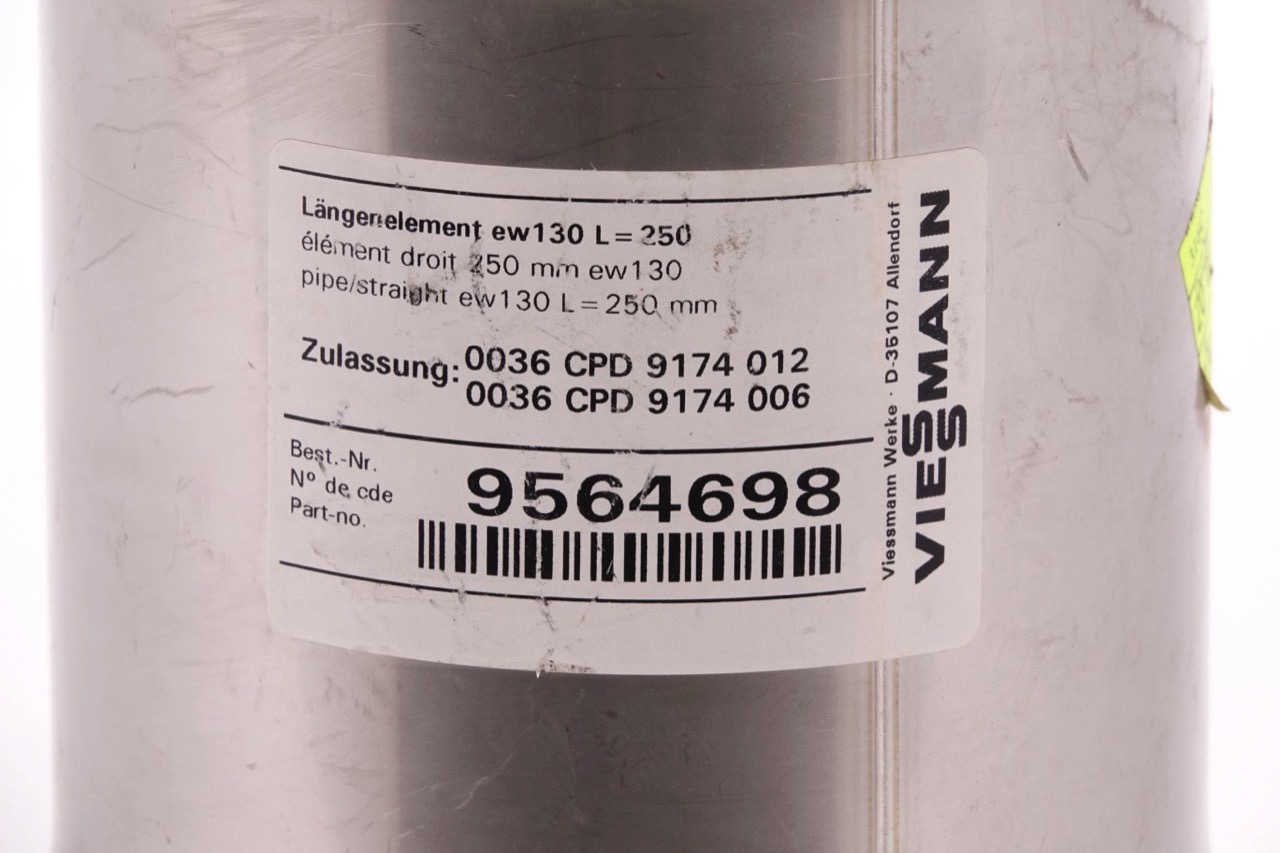 Längenelement ew130 L=250
élément droit 250 mm ew130
pipe/straight ew130 L=250 mm
Zulassung: 0036 CPD 9174 012
0036 CPD 9174 006
Best.-Nr.
N° de cde
Part-no.
9564698
Viessmann Werke · D-35107 Allendorf
VIESSMANN